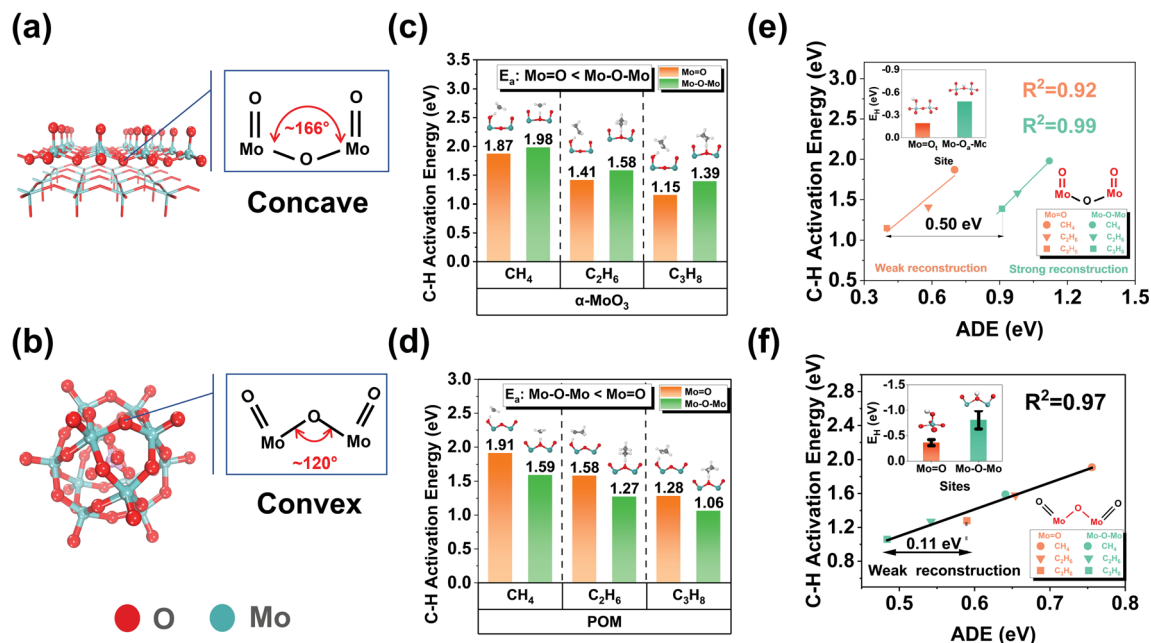 (a)
O
O
~166°
Mo
O
Mo
Concave
(b)
O
O
O
Mo
Mo
~120°
Convex
O
Mo
(c)
C-H Activation Energy (eV)
3.5
3.0
2.5
2.0
1.5
1.0
0.5
0.0
Eₐ: Mo=O < Mo-O-Mo
Mo=O
Mo-O-Mo
1.87
1.98
1.41
1.58
1.15
1.39
CH₄
C₂H₆
C₃H₈
α-MoO₃
(d)
C-H Activation Energy (eV)
3.0
2.5
2.0
1.5
1.0
0.5
0.0
Eₐ: Mo-O-Mo < Mo=O
Mo=O
Mo-O-Mo
1.91
1.59
1.58
1.27
1.28
1.06
CH₄
C₂H₆
C₃H₈
POM
(e)
C-H Activation Energy (eV)
3.0
2.5
2.0
1.5
1.0
0.5
E_H (eV)
-0.9
-0.6
-0.3
0.0
Mo=Oₜ
Mo-Oₐ-Mo
Site
R²=0.92
R²=0.99
O
O
Mo
O
Mo
Mo=O
Mo-O-Mo
CH₄
CH₄
C₂H₆
C₂H₆
C₃H₈
C₃H₈
0.50 eV
Weak reconstruction
Strong reconstruction
0.3
0.6
0.9
1.2
1.5
ADE (eV)
(f)
C-H Activation Energy (eV)
2.8
2.4
2.0
1.6
1.2
0.8
E_H (eV)
-1.5
-1.0
-0.5
0.0
Mo=O
Mo-O-Mo
Sites
R²=0.97
O
O
O
Mo
Mo
Mo=O
Mo-O-Mo
CH₄
CH₄
C₂H₆
C₂H₆
C₃H₈
C₃H₈
0.11 eV
Weak reconstruction
0.5
0.6
0.7
0.8
ADE (eV)